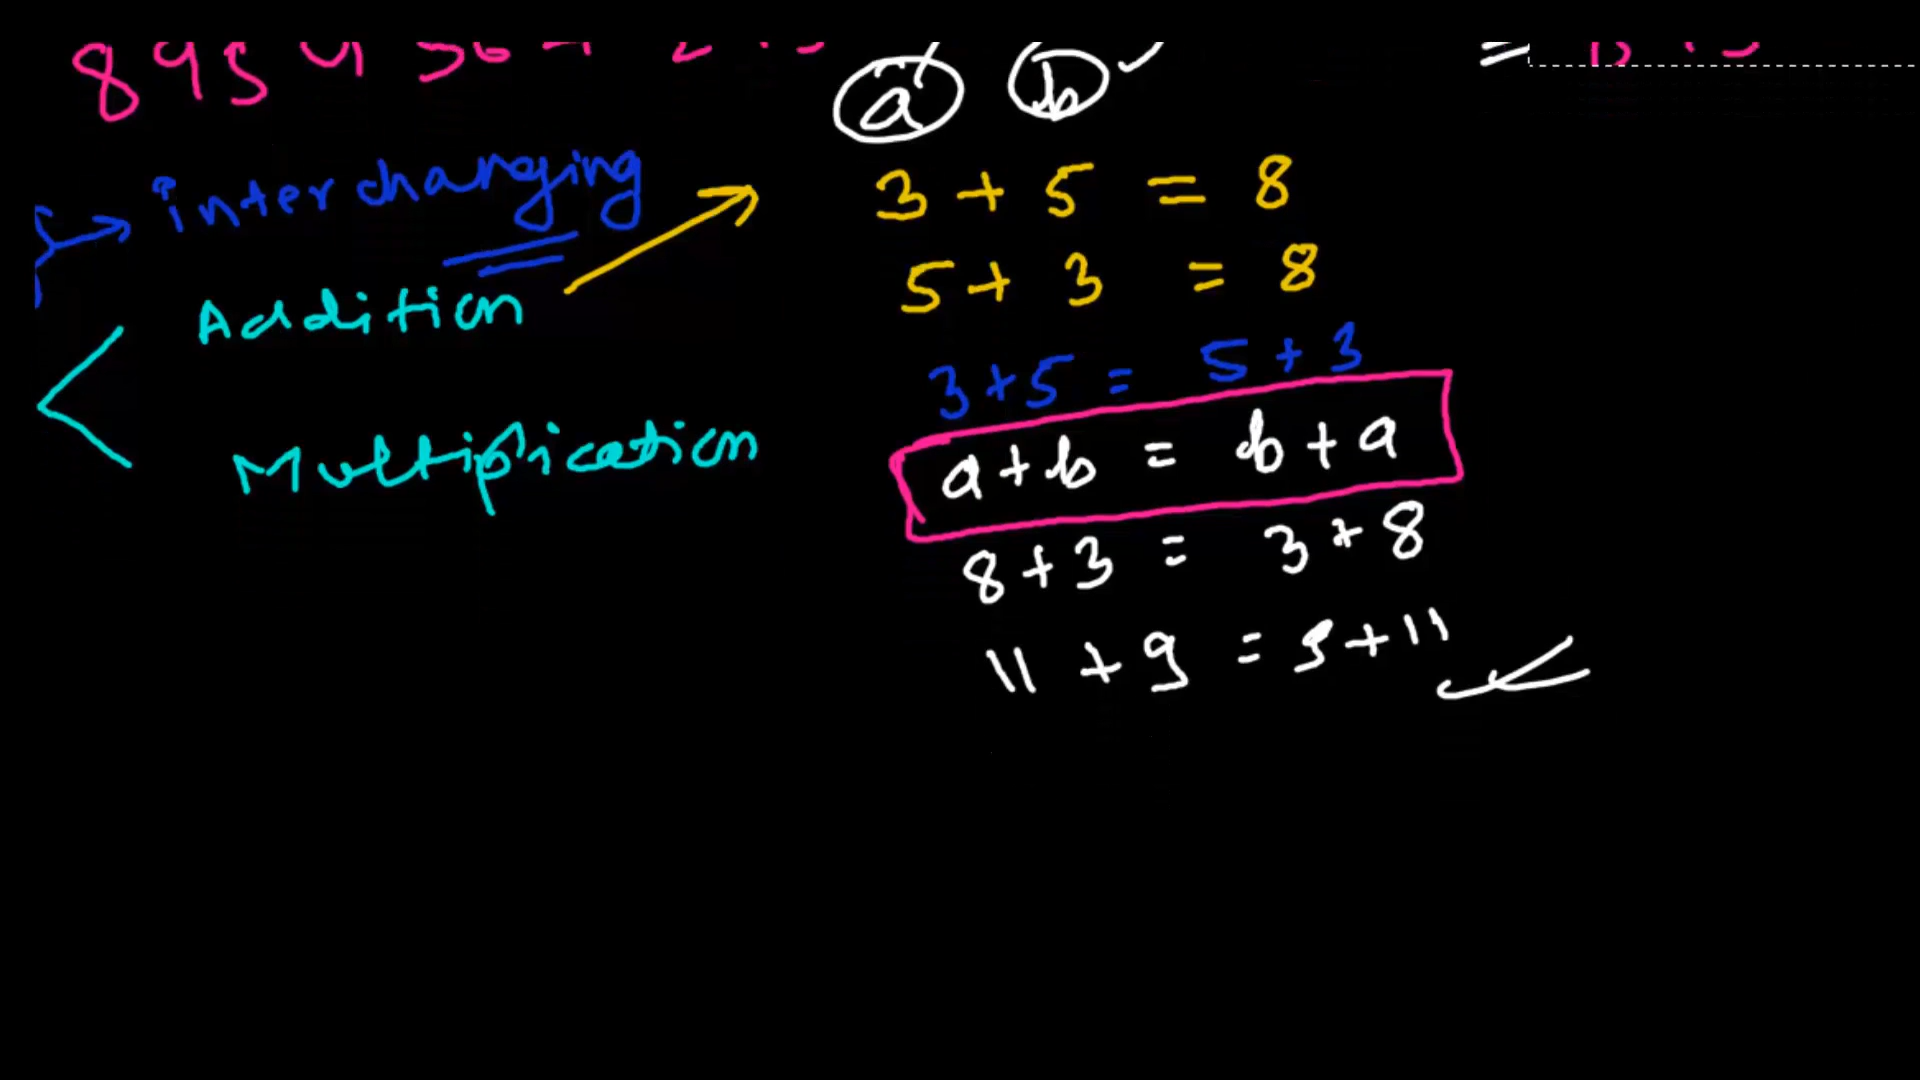 a b
interchanging
Addition
Multiplication
3 + 5 = 8
5 + 3 = 8
3 + 5 = 5 + 3
a + b = b + a
8 + 3 = 3 + 8
11 + 9 = 9 + 11